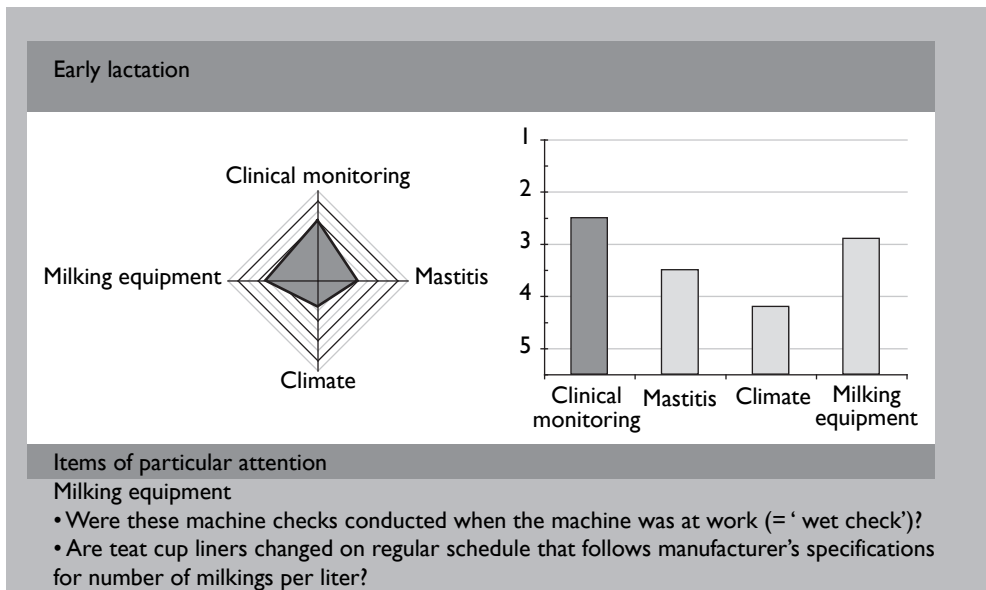 Early lactation
Clinical monitoring
Milking equipment
Mastitis
Climate
1
2
3
4
5
Clinical
monitoring
Mastitis
Climate
Milking
equipment
Items of particular attention
Milking equipment
• Were these machine checks conducted when the machine was at work (= ‘ wet check’)?
• Are teat cup liners changed on regular schedule that follows manufacturer’s specifications
for number of milkings per liter?